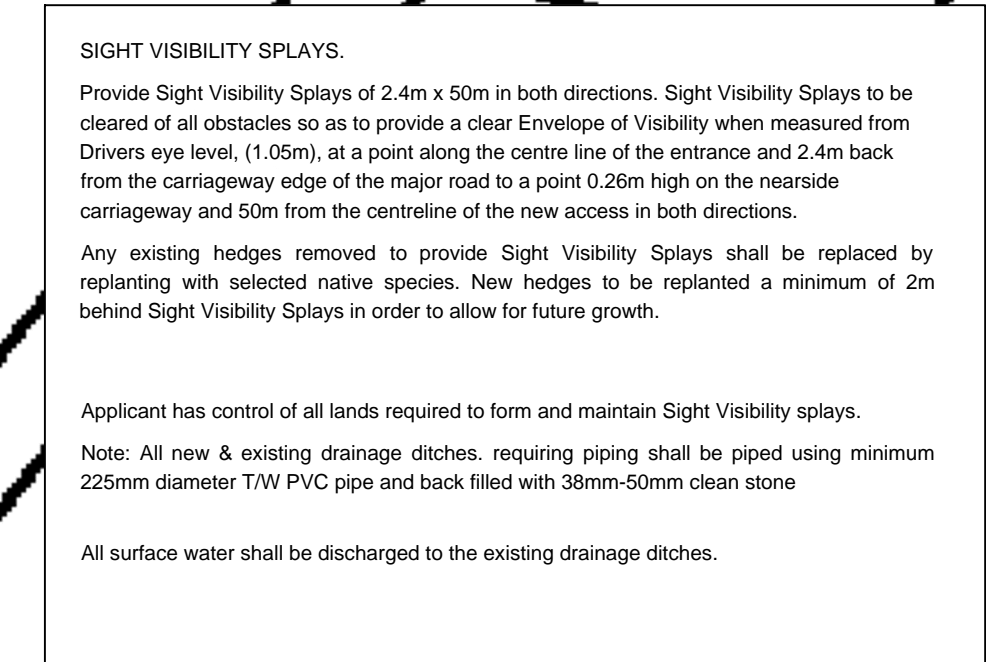 SIGHT VISIBILITY SPLAYS.
Provide Sight Visibility Splays of 2.4m x 50m in both directions. Sight Visibility Splays to be
cleared of all obstacles so as to provide a clear Envelope of Visibility when measured from
Drivers eye level, (1.05m), at a point along the centre line of the entrance and 2.4m back
from the carriageway edge of the major road to a point 0.26m high on the nearside
carriageway and 50m from the centreline of the new access in both directions.
Any existing hedges removed to provide Sight Visibility Splays shall be replaced by
replanting with selected native species. New hedges to be replanted a minimum of 2m
behind Sight Visibility Splays in order to allow for future growth.
Applicant has control of all lands required to form and maintain Sight Visibility splays.
Note: All new & existing drainage ditches. requiring piping shall be piped using minimum
225mm diameter T/W PVC pipe and back filled with 38mm-50mm clean stone
All surface water shall be discharged to the existing drainage ditches.